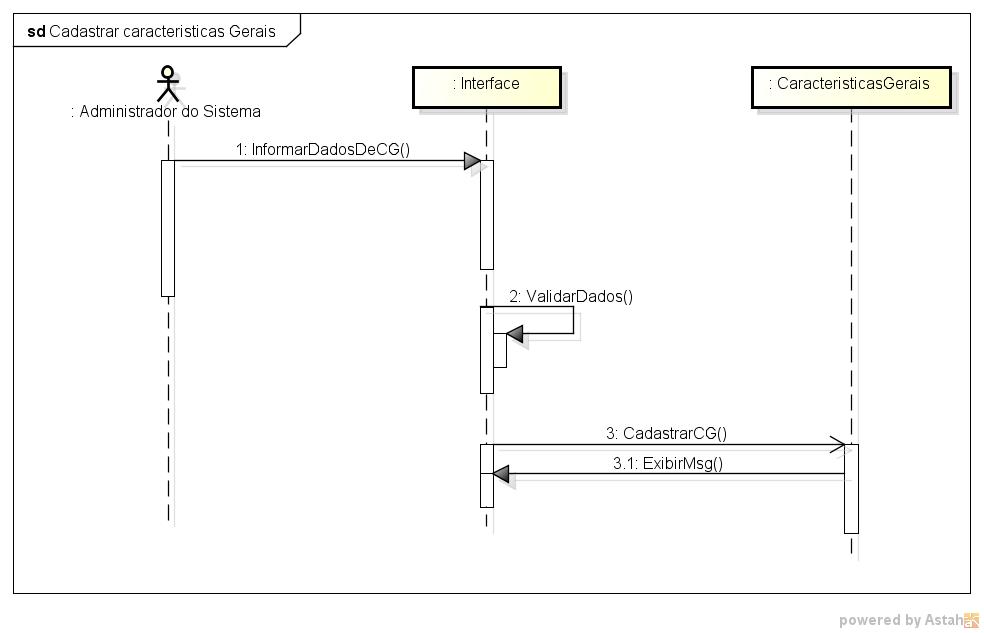 sd Cadastrar caracteristicas Gerais
: Administrador do Sistema
: Interface
: CaracteristicasGerais
1: InformarDadosDeCG()
2: ValidarDados()
3: CadastrarCG()
3.1: ExibirMsg()
powered by Astah